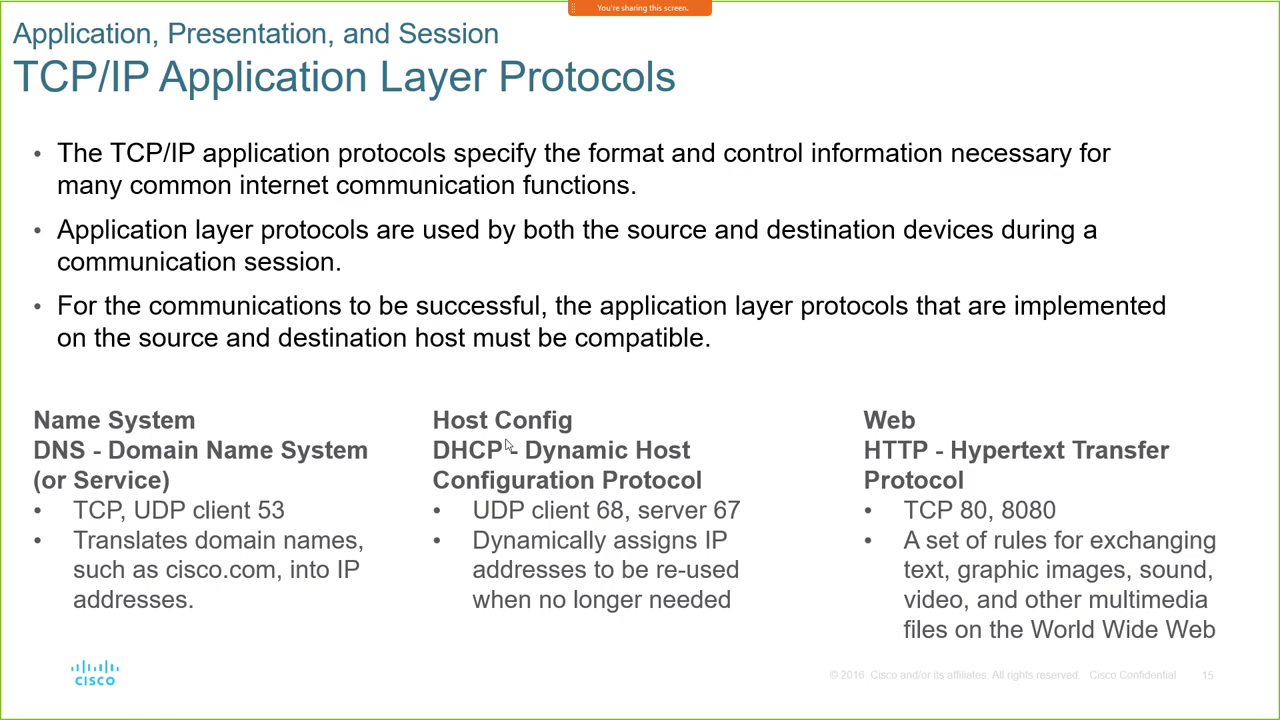 You're sharing this screen.
Application, Presentation, and Session
TCP/IP Application Layer Protocols
• The TCP/IP application protocols specify the format and control information necessary for
many common internet communication functions.
• Application layer protocols are used by both the source and destination devices during a
communication session.
• For the communications to be successful, the application layer protocols that are implemented
on the source and destination host must be compatible.
Name System
DNS - Domain Name System
(or Service)
• TCP, UDP client 53
• Translates domain names,
such as cisco.com, into IP
addresses.
Host Config
DHCP - Dynamic Host
Configuration Protocol
• UDP client 68, server 67
• Dynamically assigns IP
addresses to be re-used
when no longer needed
Web
HTTP - Hypertext Transfer
Protocol
• TCP 80, 8080
• A set of rules for exchanging
text, graphic images, sound,
video, and other multimedia
files on the World Wide Web
CISCO
© 2016 Cisco and/or its affiliates. All rights reserved. Cisco Confidential 15